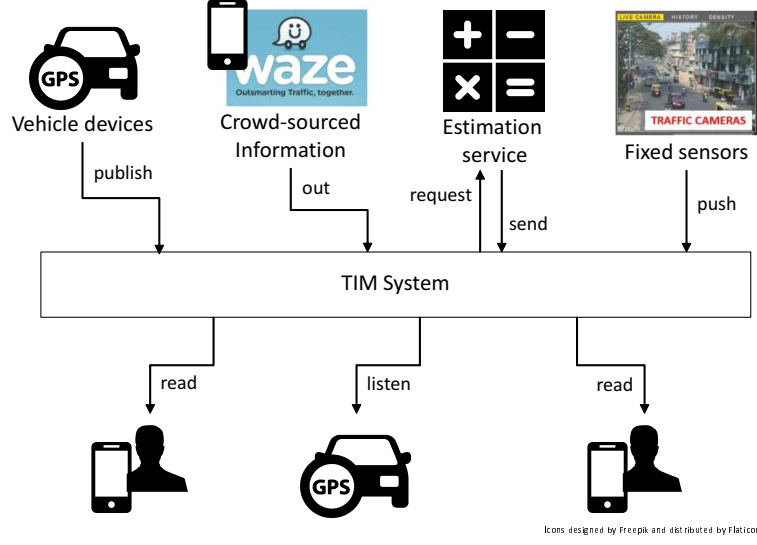 LIVE CAMERA HISTORY DENSITY
GPS
waze
Outsmarting Traffic, together.
TRAFFIC CAMERAS
Vehicle devices
Crowd-sourced
Information
Estimation
service
Fixed sensors
publish
out
request
send
push
TIM System
read
listen
read
GPS
Icons designed by Freepik and distributed by Flaticon